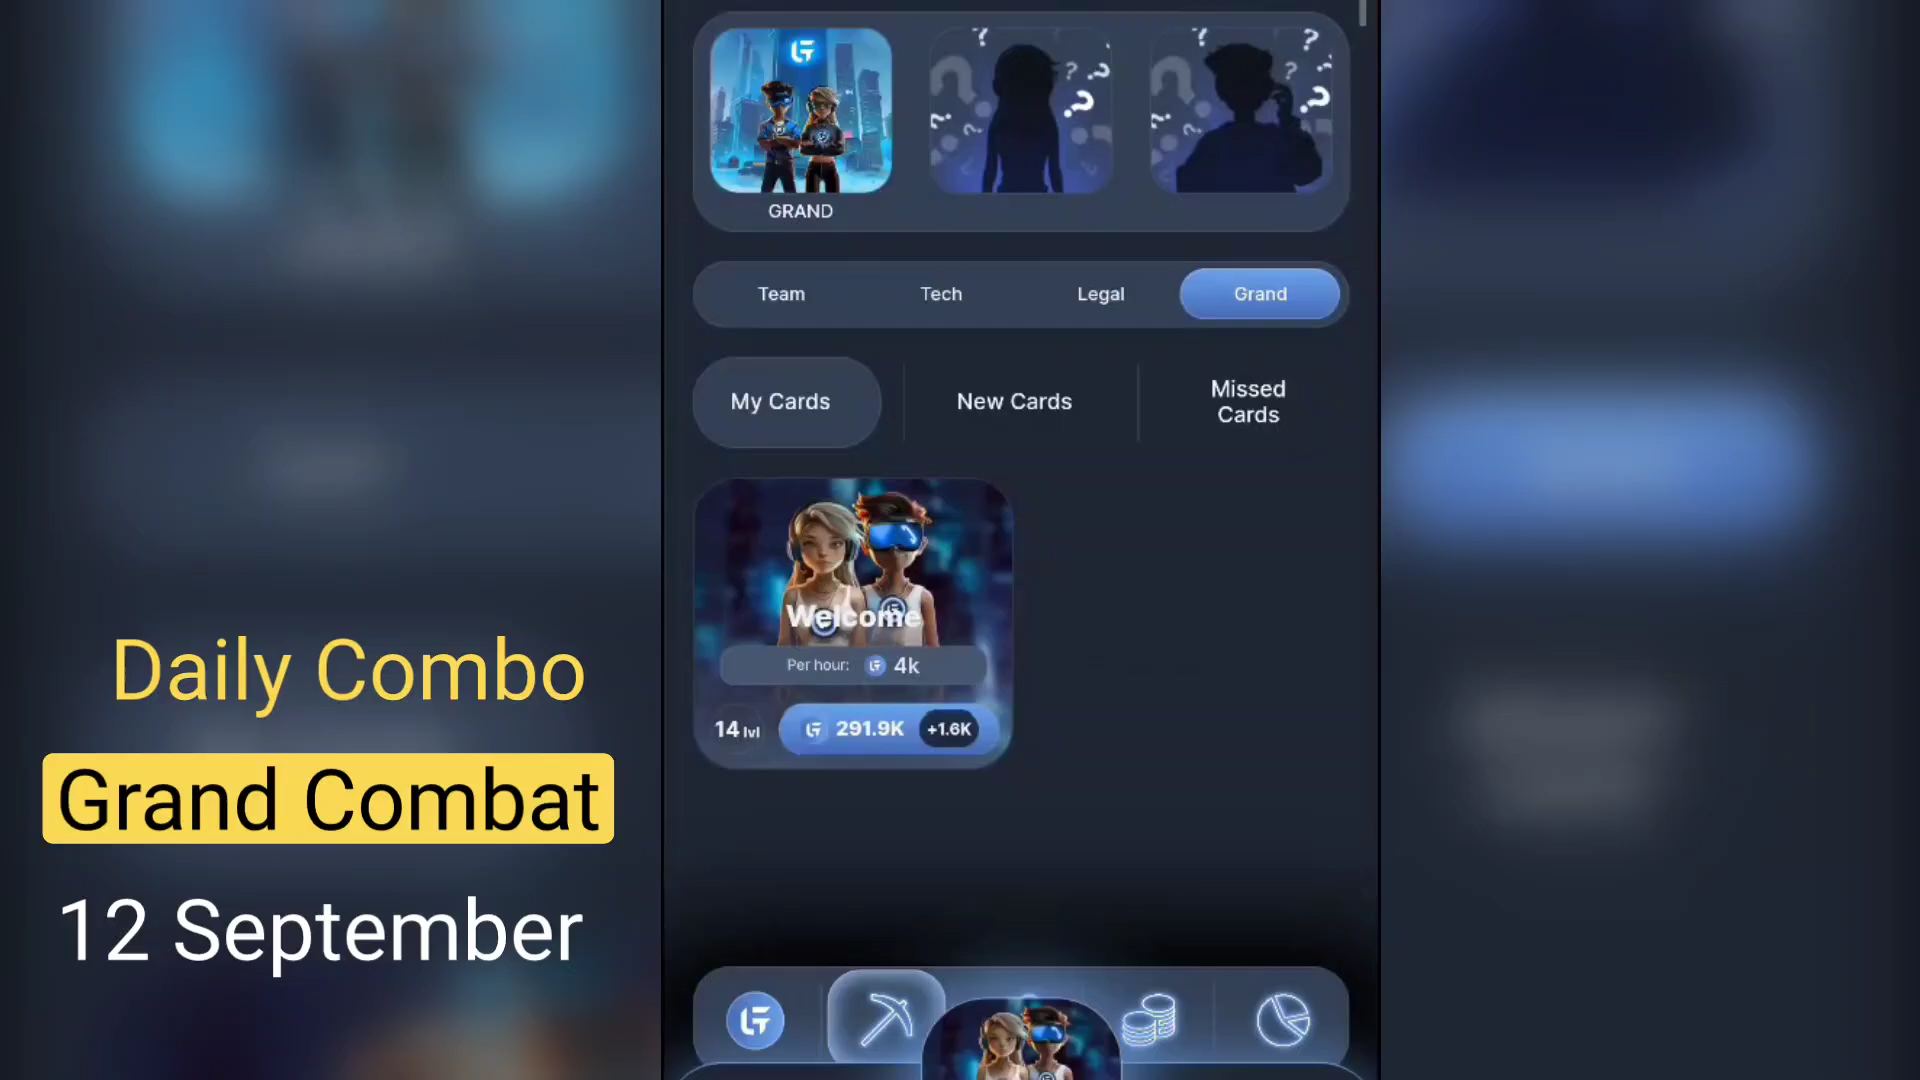 GRAND
Team Tech Legal Grand
My Cards New Cards Missed Cards
Welcome
Per hour: 4k
14 lvl 291.9K +1.6K
Daily Combo
Grand Combat
12 September